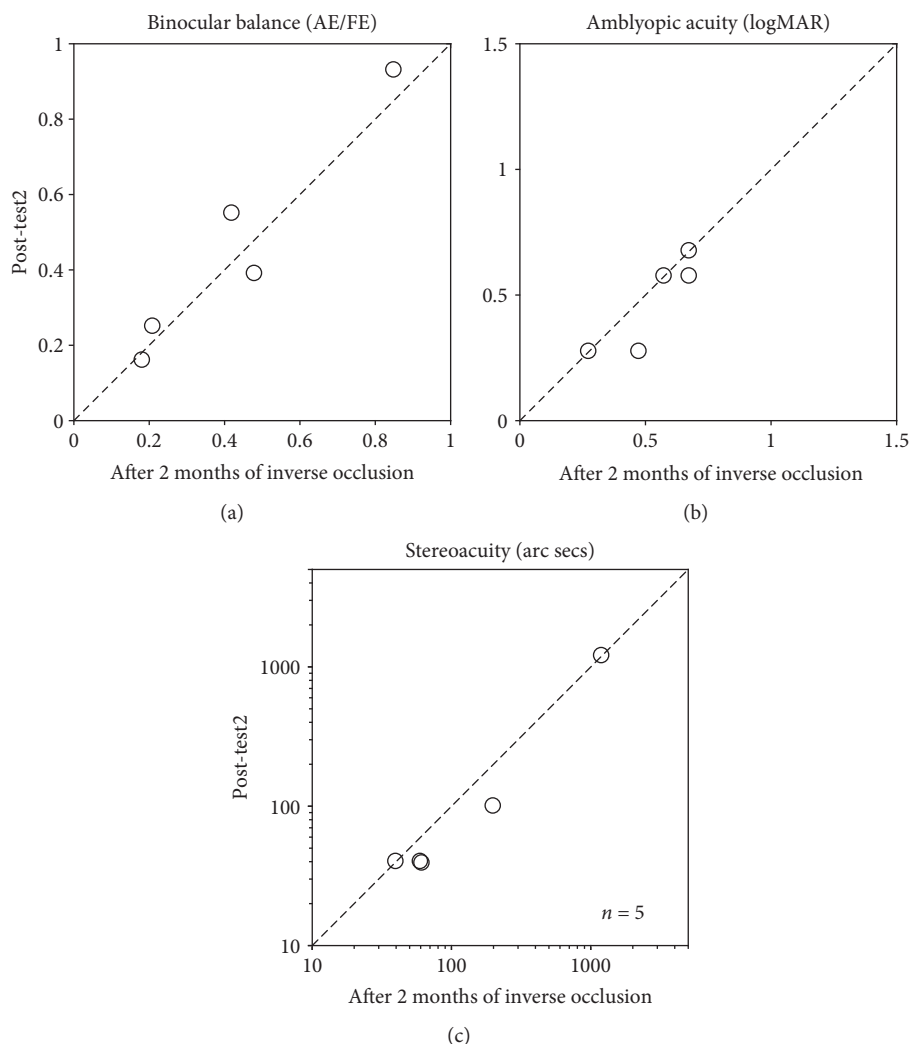 Binocular balance (AE/FE)
1
0.8
0.6
0.4
0.2
0
Post-test2
0
0.2
0.4
0.6
0.8
1
After 2 months of inverse occlusion
(a)
Amblyopic acuity (logMAR)
1.5
1
0.5
0
0
0.5
1
1.5
After 2 months of inverse occlusion
(b)
Stereoacuity (arc secs)
1000
100
10
Post-test2
n = 5
10
100
1000
After 2 months of inverse occlusion
(c)